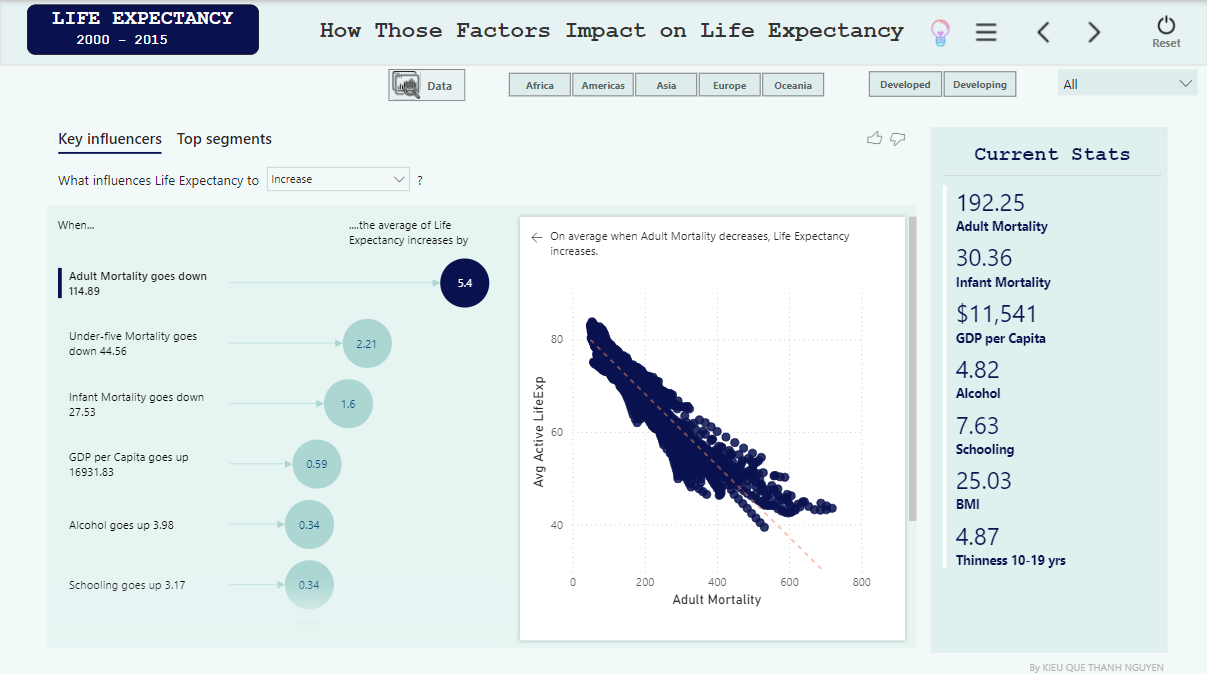 LIFE EXPECTANCY
2000 - 2015
How Those Factors Impact on Life Expectancy
Reset
Data
Africa
Americas
Asia
Europe
Oceania
Developed
Developing
All
Key influencers
Top segments
What influences Life Expectancy to
Increase
?
When...
....the average of Life
Expectancy increases by
Adult Mortality goes down
114.89
5.4
Under-five Mortality goes
down 44.56
2.21
Infant Mortality goes down
27.53
1.6
GDP per Capita goes up
16931.83
0.59
Alcohol goes up 3.98
0.34
Schooling goes up 3.17
0.34
On average when Adult Mortality decreases, Life Expectancy
increases.
Avg Active LifeExp
80
60
40
0
200
400
600
800
Adult Mortality
Current Stats
192.25
Adult Mortality
30.36
Infant Mortality
$11,541
GDP per Capita
4.82
Alcohol
7.63
Schooling
25.03
BMI
4.87
Thinness 10-19 yrs
By KIEU QUE THANH NGUYEN